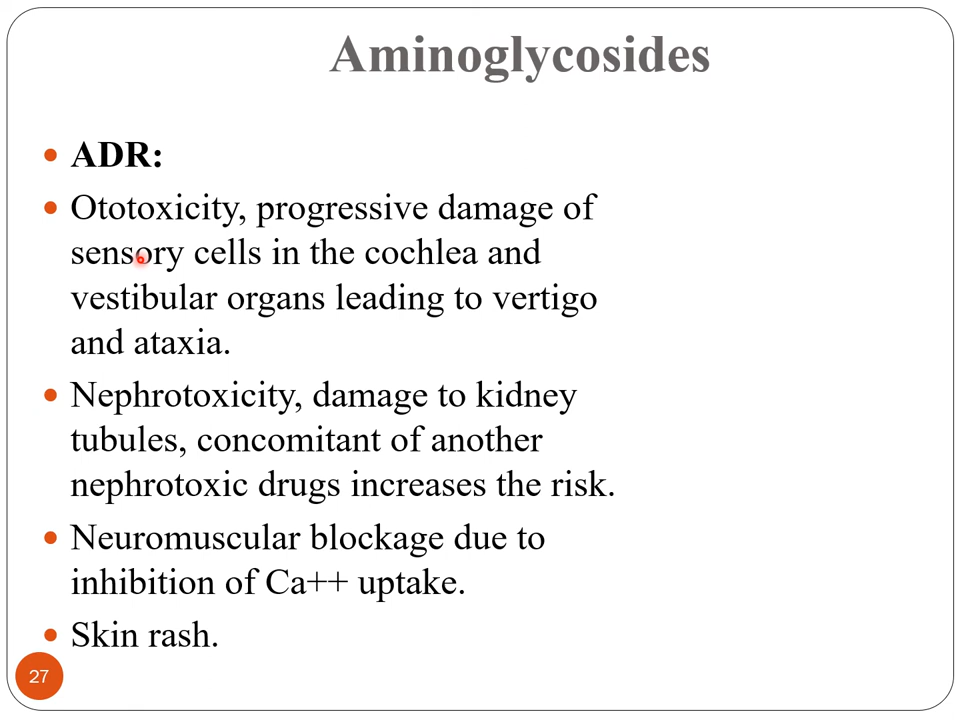 Aminoglycosides
• ADR:
• Ototoxicity, progressive damage of
sensory cells in the cochlea and
vestibular organs leading to vertigo
and ataxia.
• Nephrotoxicity, damage to kidney
tubules, concomitant of another
nephrotoxic drugs increases the risk.
• Neuromuscular blockage due to
inhibition of Ca++ uptake.
• Skin rash.
27